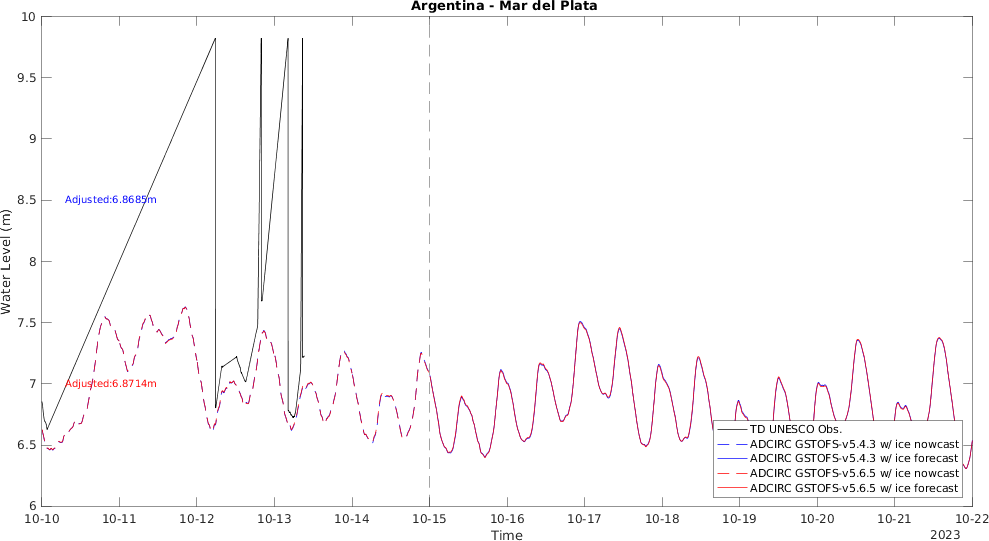 Argentina - Mar del Plata
10
9.5
9
8.5
8
7.5
7
6.5
6
Water Level (m)
Adjusted:6.8685m
Adjusted:6.8714m
TD UNESCO Obs.
ADCIRC GSTOFS-v5.4.3 w/ ice nowcast
ADCIRC GSTOFS-v5.4.3 w/ ice forecast
ADCIRC GSTOFS-v5.6.5 w/ ice nowcast
ADCIRC GSTOFS-v5.6.5 w/ ice forecast
10-10 10-11 10-12 10-13 10-14 10-15 10-16 10-17 10-18 10-19 10-20 10-21 10-22
Time
2023